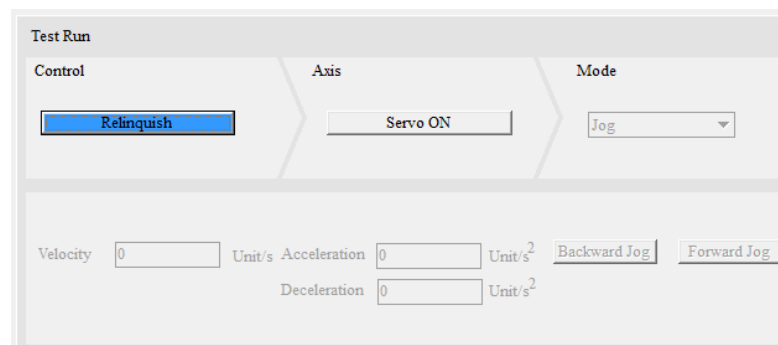 Test Run
Control Axis Mode
Relinquish Servo ON Jog
Velocity 0 Unit/s Acceleration 0 Unit/s² Backward Jog Forward Jog
Deceleration 0 Unit/s²